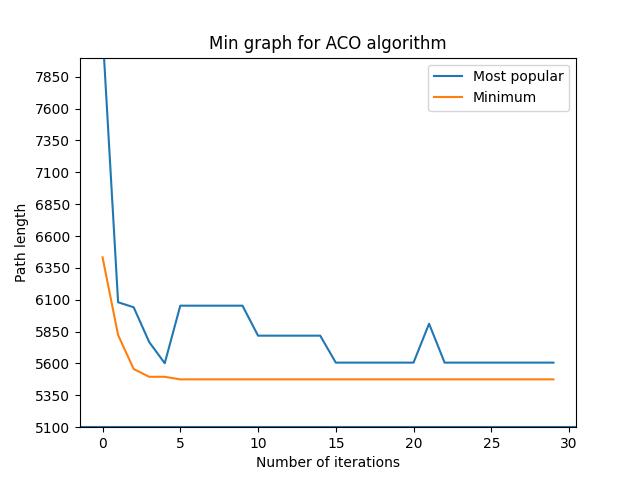 Min graph for ACO algorithm
Most popular
Minimum
Path length
7850
7600
7350
7100
6850
6600
6350
6100
5850
5600
5350
5100
0 5 10 15 20 25 30
Number of iterations